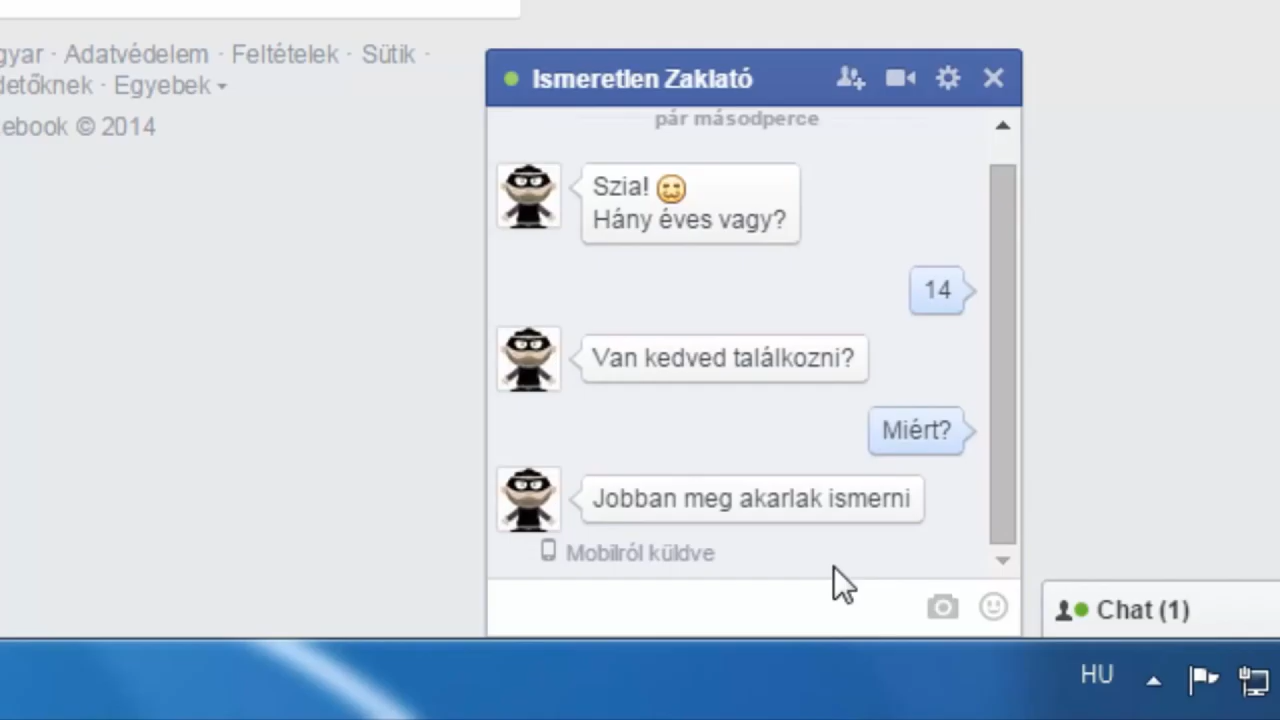 gyar · Adatvédelem · Feltételek · Sütik ·
detőknek · Egyebek
ebook © 2014
Ismeretlen Zaklató
pár másodperce
Szia!
Hány éves vagy?
14
Van kedved találkozni?
Miért?
Jobban meg akarlak ismerni
Mobilról küldve
Chat (1)
HU